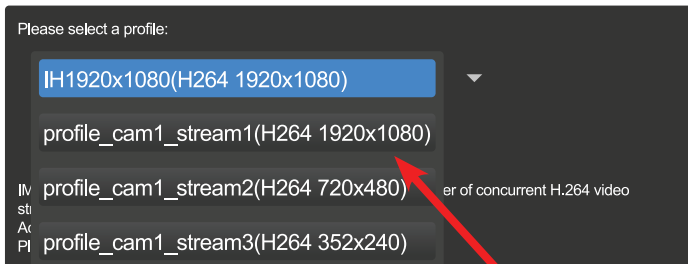 Please select a profile:
IH1920x1080(H264 1920x1080)
profile_cam1_stream1(H264 1920x1080)
profile_cam1_stream2(H264 720x480)
er of concurrent H.264 video
profile_cam1_stream3(H264 352x240)